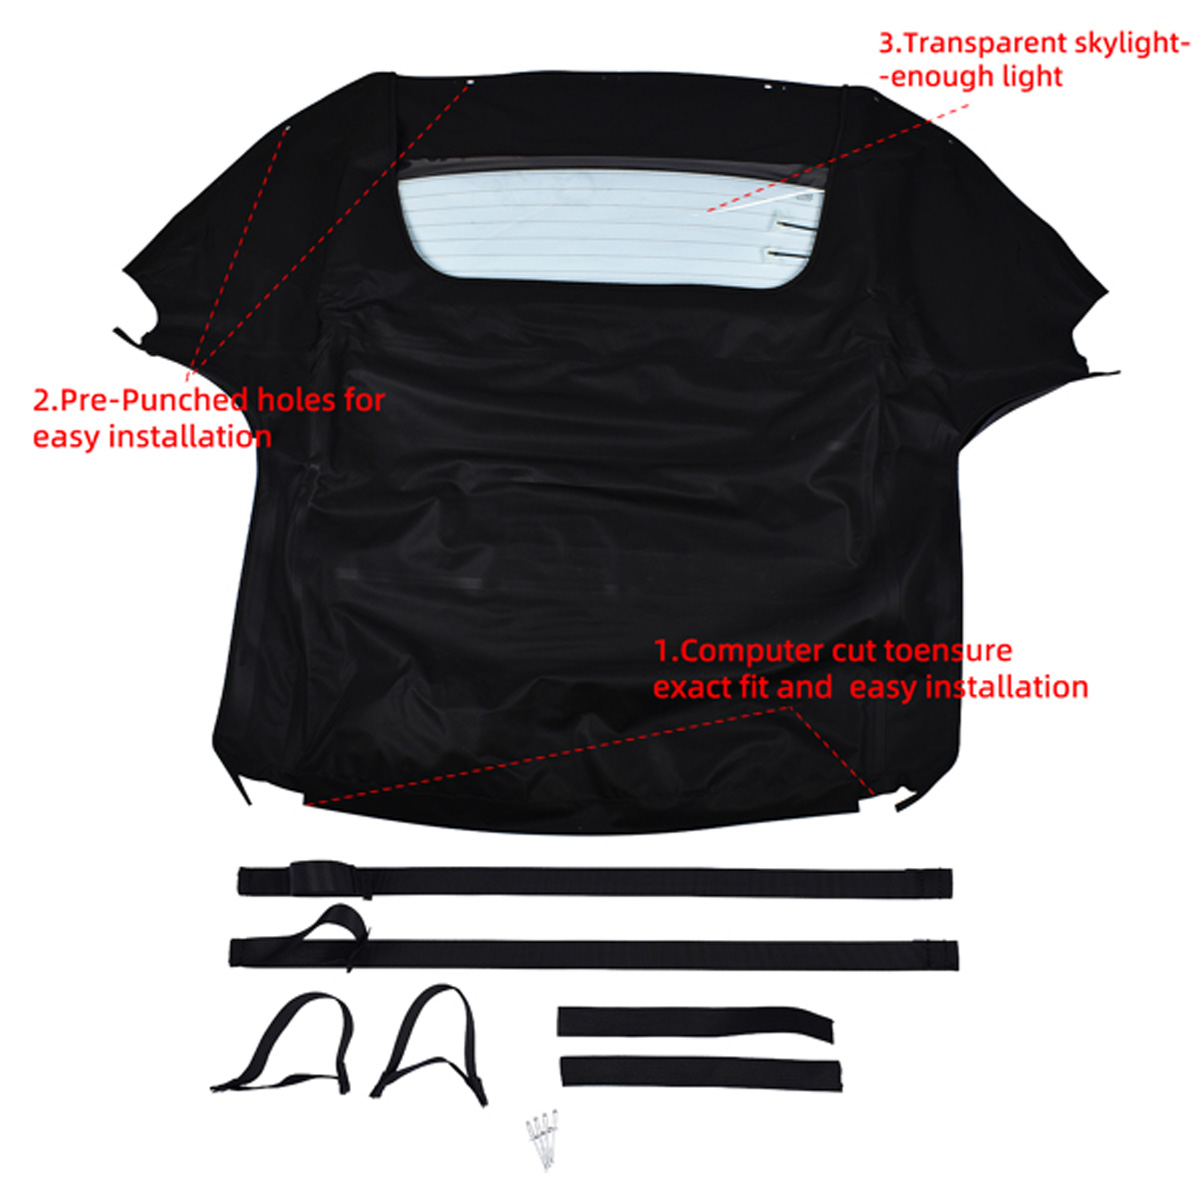 3.Transparent skylight-
-enough light
2.Pre-Punched holes for
easy installation
1.Computer cut toensure
exact fit and  easy installation